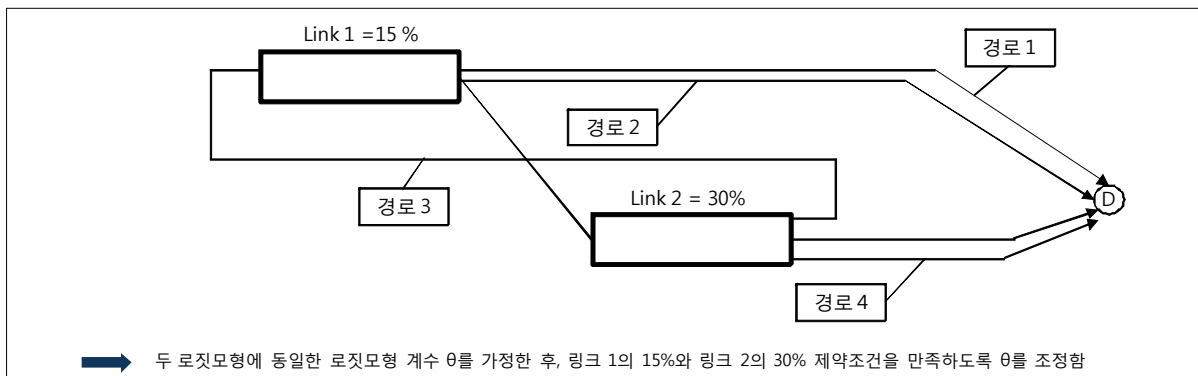 Link 1 =15 %
경로 1
경로 2
경로 3
Link 2 = 30%
D
경로 4
두 로짓모형에 동일한 로짓모형 계수 θ를 가정한 후, 링크 1의 15%와 링크 2의 30% 제약조건을 만족하도록 θ를 조정함